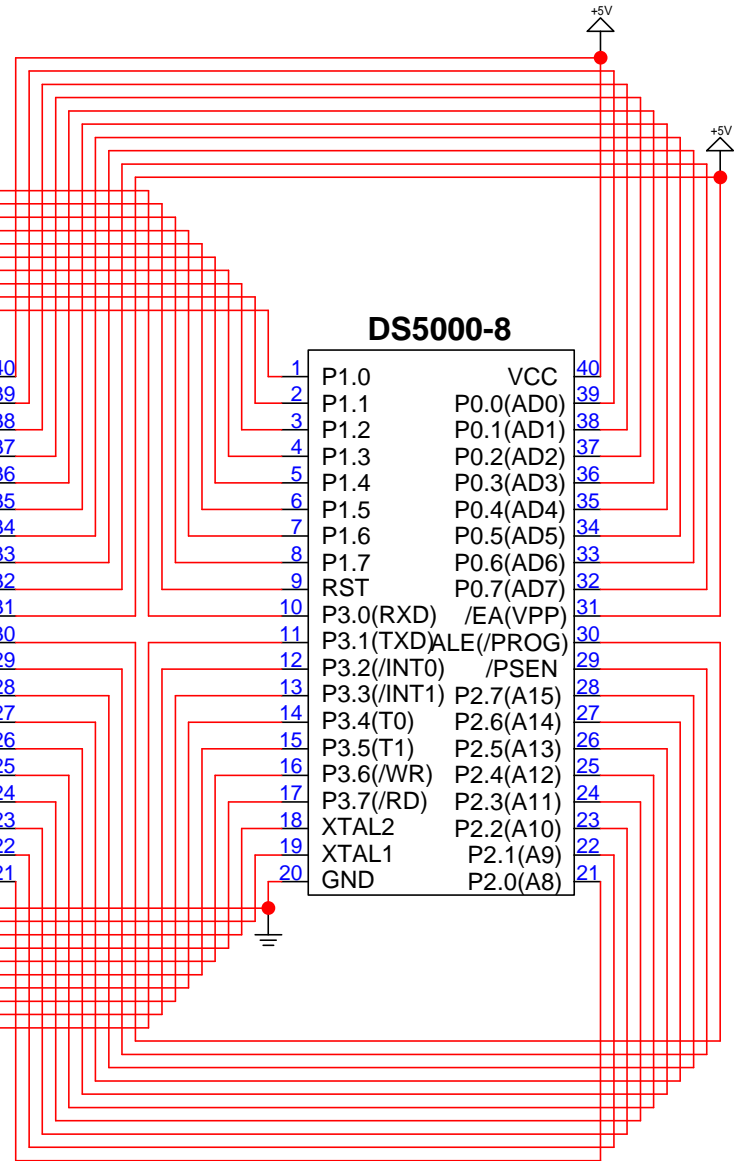 +5V
+5V
DS5000-8
40 1 P1.0 VCC 40
39 2 P1.1 P0.0(AD0) 39
38 3 P1.2 P0.1(AD1) 38
37 4 P1.3 P0.2(AD2) 37
36 5 P1.4 P0.3(AD3) 36
35 6 P1.5 P0.4(AD4) 35
34 7 P1.6 P0.5(AD5) 34
33 8 P1.7 P0.6(AD6) 33
32 9 RST P0.7(AD7) 32
31 10 P3.0(RXD) /EA(VPP) 31
30 11 P3.1(TXD) ALE(/PROG) 30
29 12 P3.2(/INT0) /PSEN 29
28 13 P3.3(/INT1) P2.7(A15) 28
27 14 P3.4(T0) P2.6(A14) 27
26 15 P3.5(T1) P2.5(A13) 26
25 16 P3.6(/WR) P2.4(A12) 25
24 17 P3.7(/RD) P2.3(A11) 24
23 18 XTAL2 P2.2(A10) 23
22 19 XTAL1 P2.1(A9) 22
21 20 GND P2.0(A8) 21